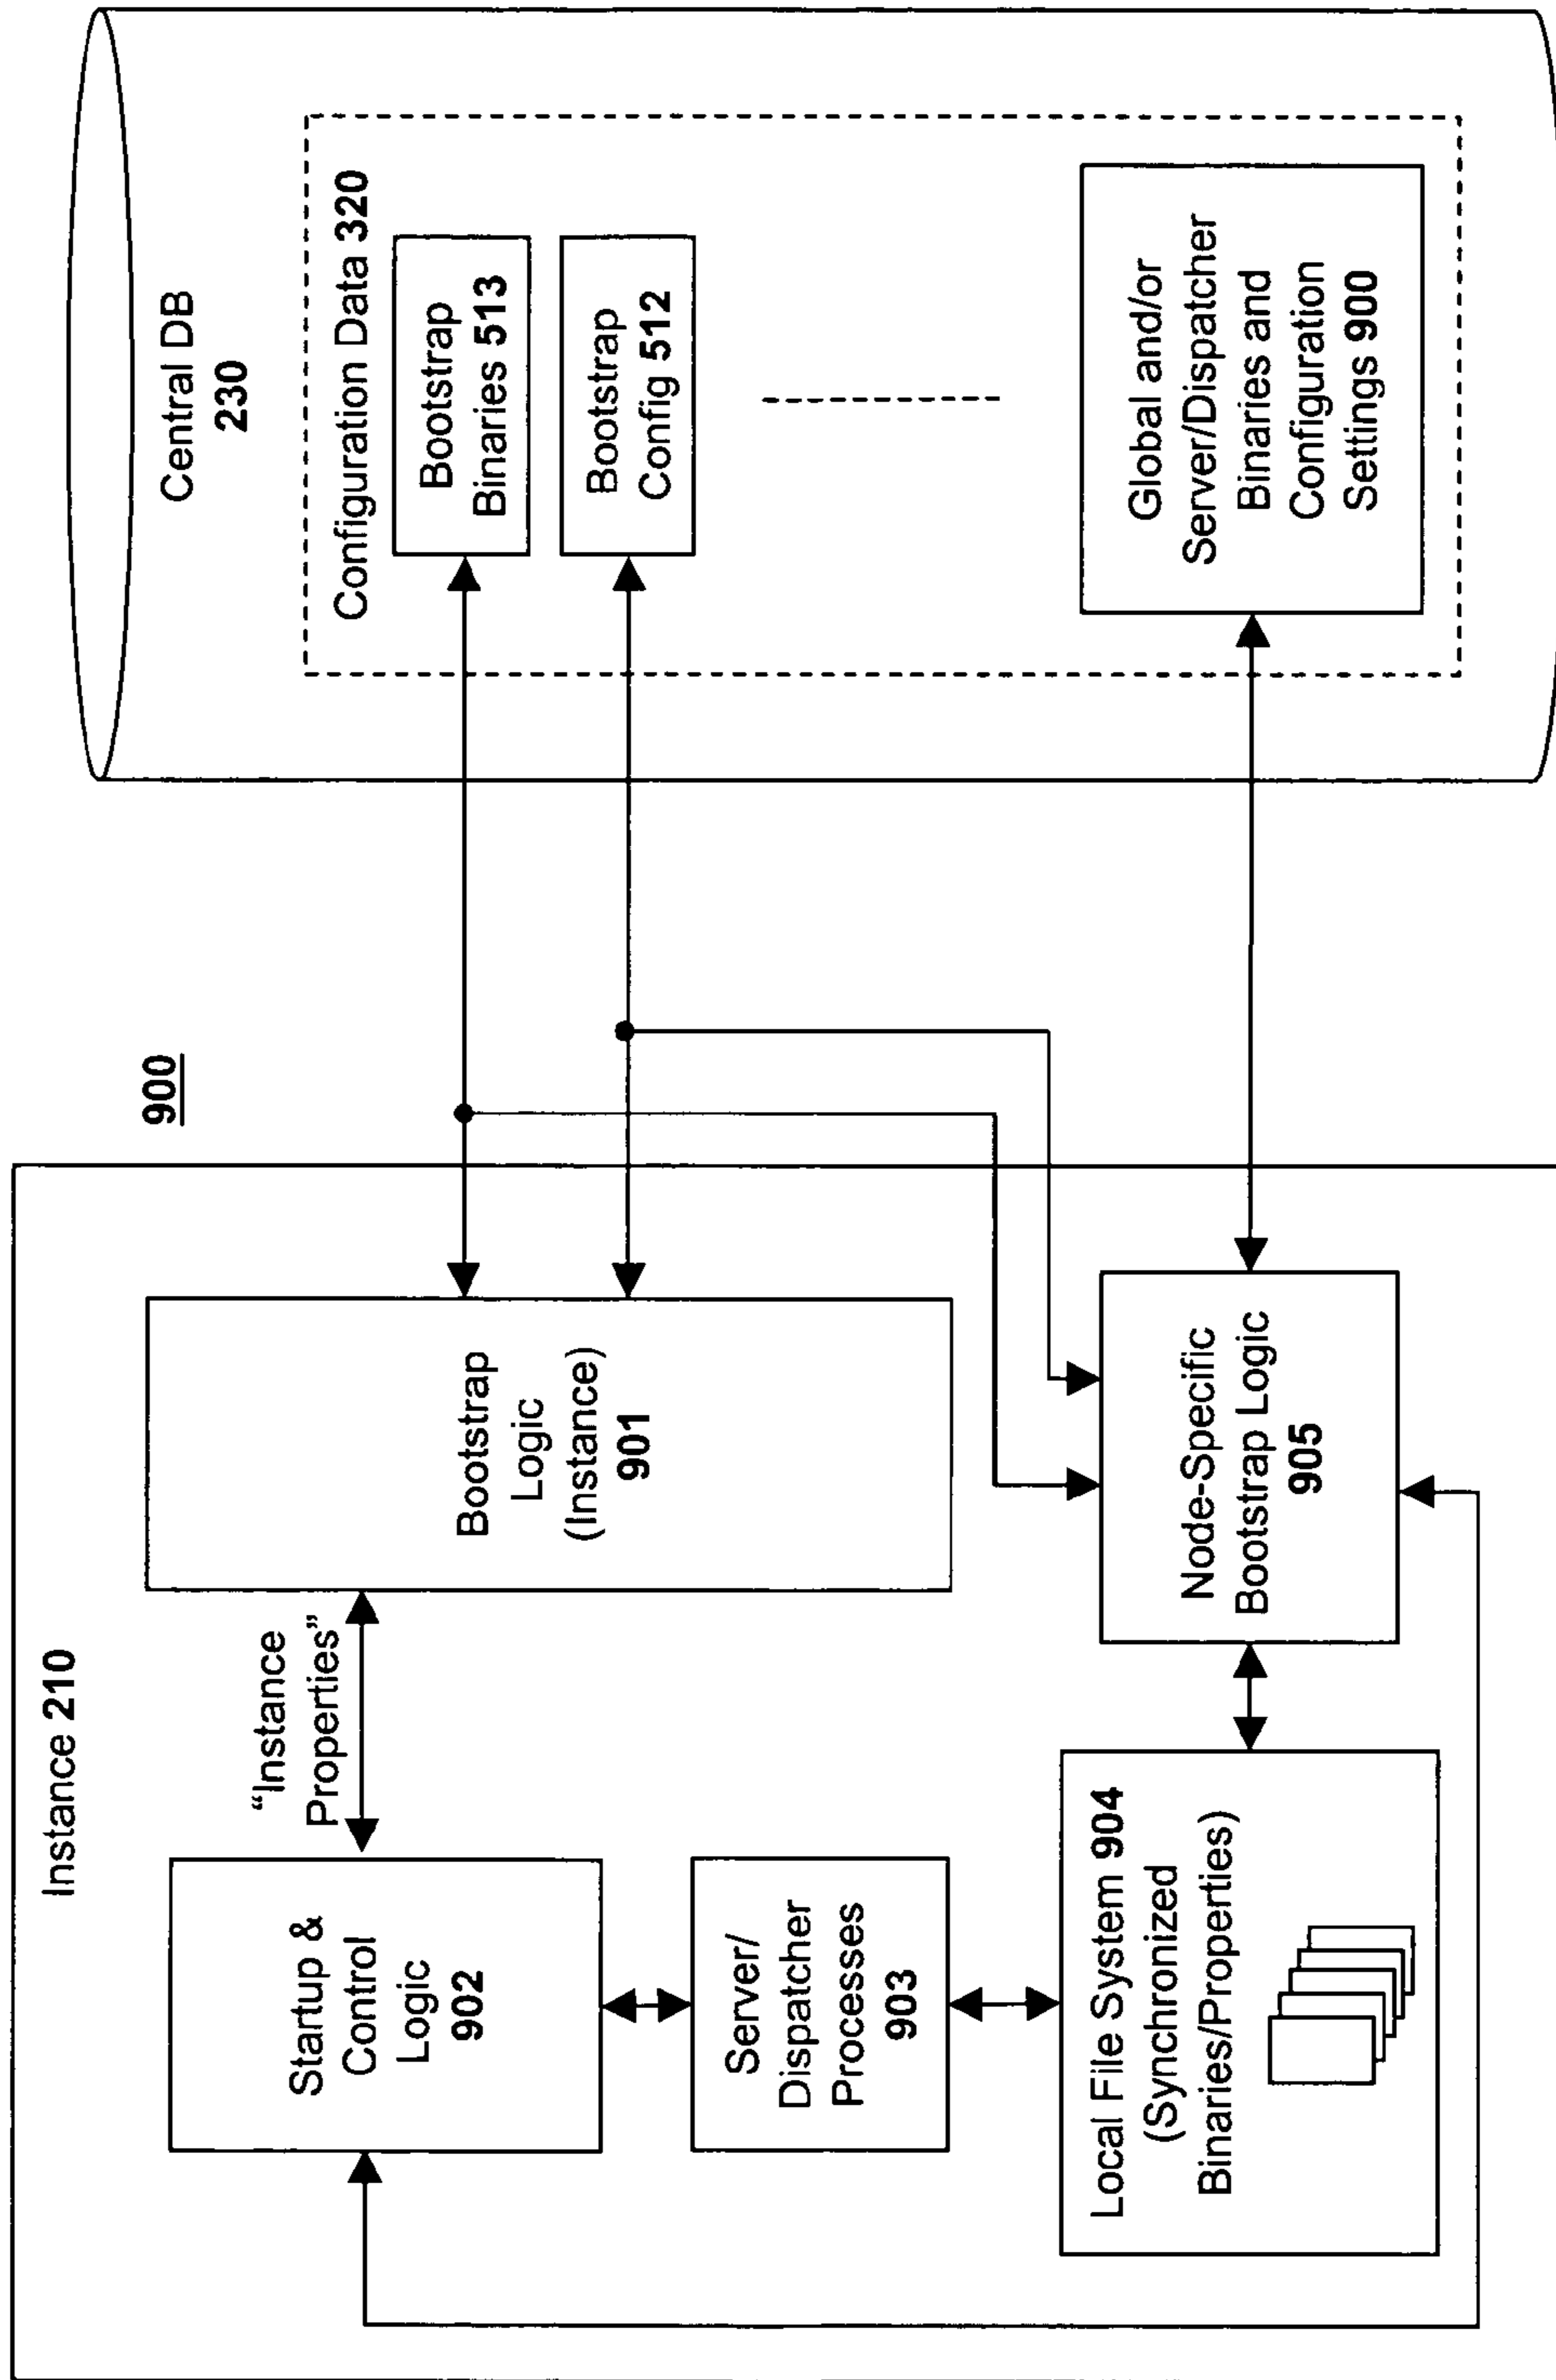 900
Instance 210
Startup &
Control
Logic
902
“Instance
Properties”
Bootstrap
Logic
(Instance)
901
Server/
Dispatcher
Processes
903
Local File System 904
(Synchronized
Binaries/Properties)
Node-Specific
Bootstrap Logic
905
Central DB
230
Configuration Data 320
Bootstrap
Binaries 513
Bootstrap
Config 512
Global and/or
Server/Dispatcher
Binaries and
Configuration
Settings 900